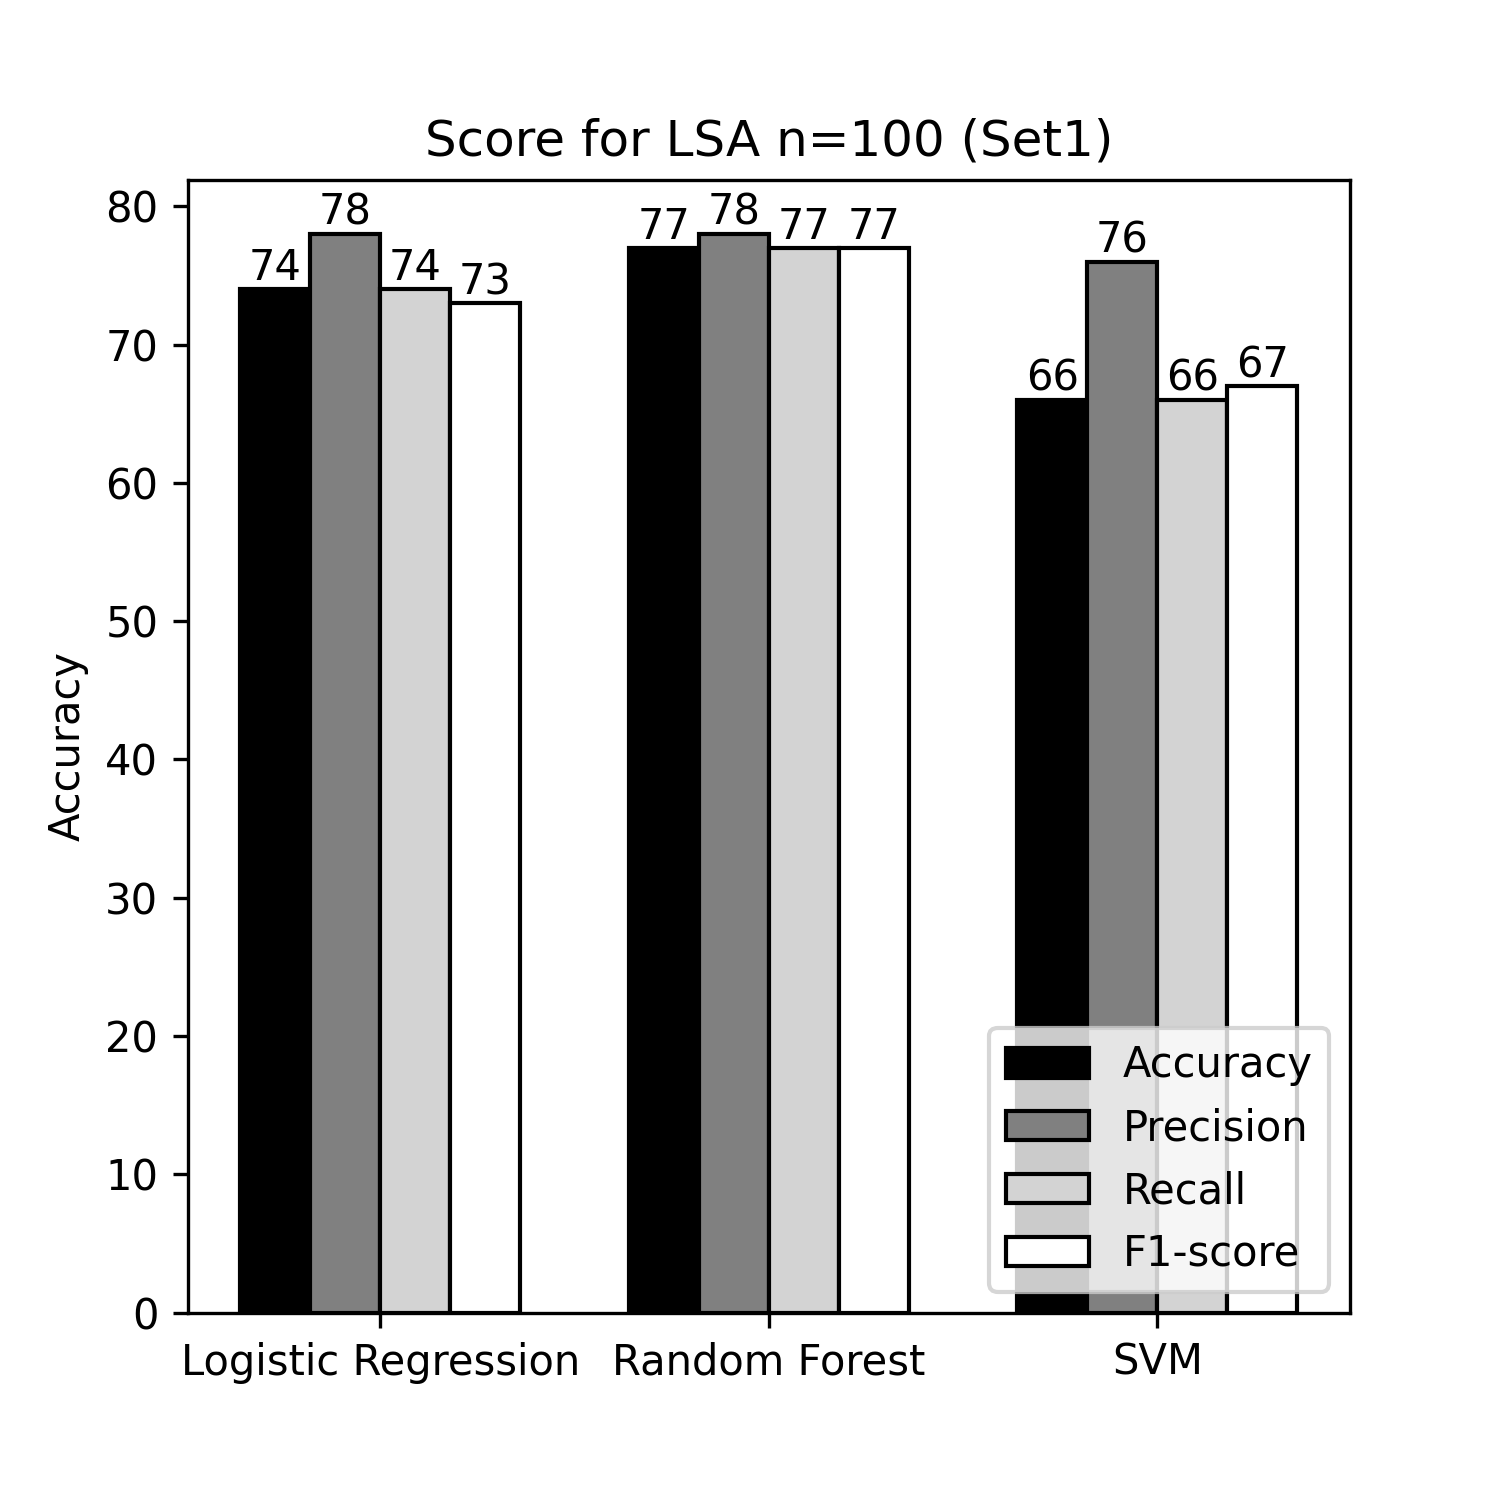 Score for LSA n=100 (Set1)
80
70
60
50
40
30
20
10
0
Accuracy
74 78 74 73
77 78 77 77
66 76 66 67
Accuracy
Precision
Recall
F1-score
Logistic Regression Random Forest SVM